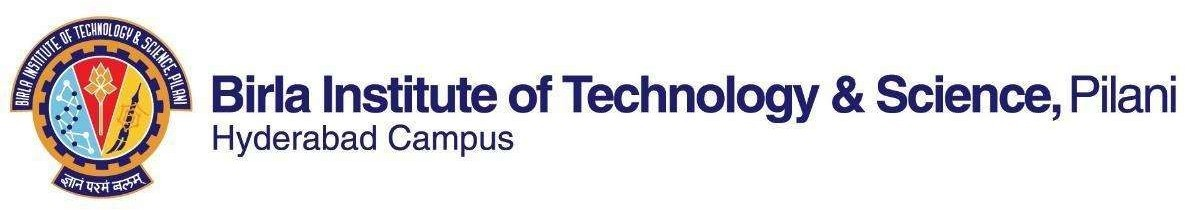 BIRLA INSTITUTE OF TECHNOLOGY & SCIENCE, PILANI
Birla Institute of Technology & Science, Pilani
Hyderabad Campus
ज्ञानं परमं बलम्